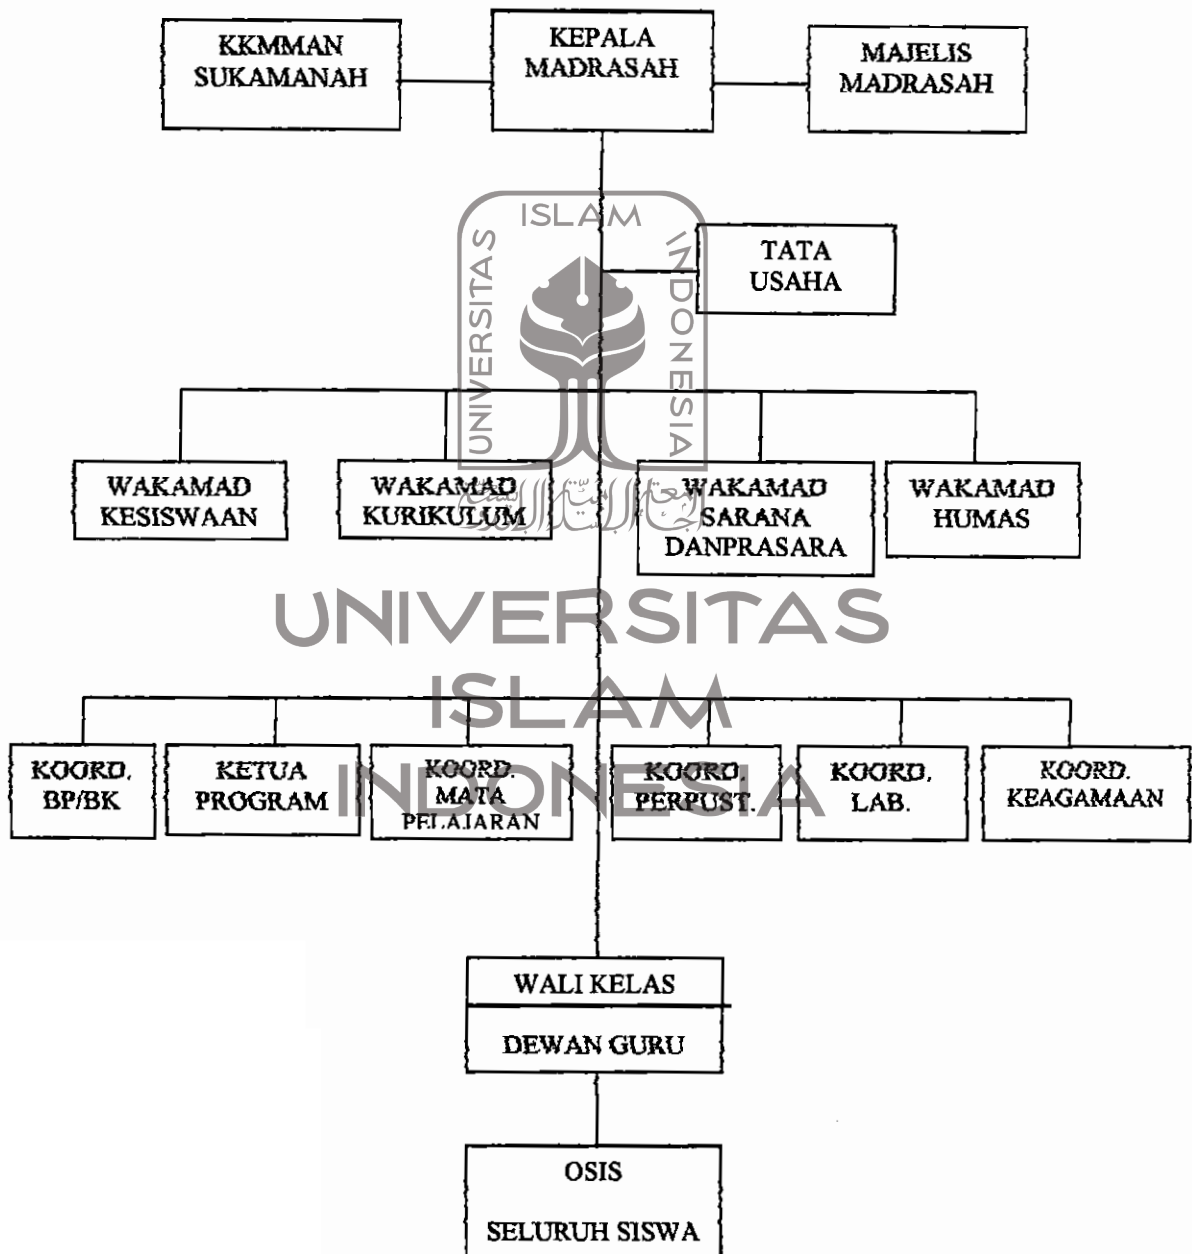 KKMMAN
SUKAMANAH
KEPALA
MADRASAH
MAJELIS
MADRASAH
TATA
USAHA
ISLAM
UNIVERSITAS
INDONESIA
WAKAMAD
KESISWAAN
WAKAMAD
KURIKULUM
WAKAMAD
SARANA
DANPRASARA
WAKAMAD
HUMAS
UNIVERSITAS
ISLAM
INDONESIA
KOORD.
BP/BK
KETUA
PROGRAM
KOORD.
MATA
PELAJARAN
KOORD.
PERPUST.
KOORD.
LAB.
KOORD.
KEAGAMAAN
WALI KELAS
DEWAN GURU
OSIS
SELURUH SISWA